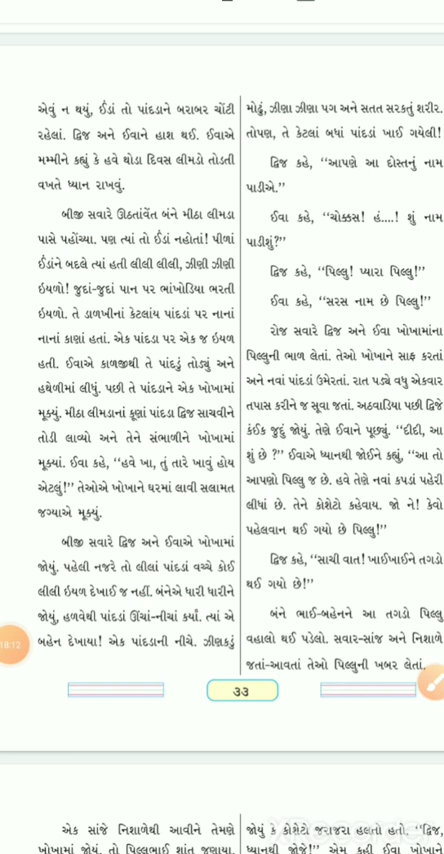 એવું ન થયું, ઈંડાં તો પાંદડાને બરાબર ચોંટી
રહેલાં. દ્વિજ અને ઈવાને હાશ થઈ. ઈવાએ
મમ્મીને કહ્યું કે હવે થોડા દિવસ લીમડો તોડતી
વખતે ધ્યાન રાખવું.
બીજી સવારે ઊઠતાંવેંત બંને મીઠા લીમડા
પાસે પહોંચ્યા. પણ ત્યાં તો ઈંડાં નહોતાં! પીળાં
ઈંડાંને બદલે ત્યાં હતી લીલી લીલી, ઝીણી ઝીણી
ઇયળો! જુદાં-જુદાં પાન પર ભાંખોડિયા ભરતી
ઇયળો. તે ડાળખીનાં કેટલાંય પાંદડાં પર નાનાં
નાનાં કાણાં હતાં. એક પાંદડા પર એક જ ઇયળ
હતી. ઈવાએ કાળજીથી તે પાંદડું તોડ્યું અને
હથેળીમાં લીધું. પછી તે પાંદડાને એક ખોખામાં
મૂક્યું. મીઠા લીમડાનાં કૂણાં પાંદડા દ્વિજ સાચવીને
તોડી લાવ્યો અને તેને સંભાળીને ખોખામાં
મૂક્યાં. ઈવા કહે, ‘‘હવે ખા, તું તારે ખાવું હોય
એટલું!’’ તેઓએ ખોખાને ઘરમાં લાવી સલામત
જગ્યાએ મૂક્યું.
બીજી સવારે દ્વિજ અને ઈવાએ ખોખામાં
જોયું. પહેલી નજરે તો લીલાં પાંદડાં વચ્ચે કોઈ
લીલી ઇયળ દેખાઈ જ નહીં. બંનેએ ધારી ધારીને
જોયું, હળવેથી પાંદડાં ઊંચાં-નીચાં કર્યાં. ત્યાં એ
બહેન દેખાયા! એક પાંદડાની નીચે. ઝીણકડું
મોઢું, ઝીણા ઝીણા પગ અને સતત સરકતું શરીર.
તોપણ, તે કેટલાં બધાં પાંદડાં ખાઈ ગયેલી!
દ્વિજ કહે, ‘‘આપણે આ દોસ્તનું નામ
પાડીએ.’’
ઈવા કહે, ‘‘ચોક્કસ! હં....! શું નામ
પાડીશું?’’
દ્વિજ કહે, ‘‘પિલ્લુ! પ્યારા પિલ્લુ!’’
ઈવા કહે, ‘‘સરસ નામ છે પિલ્લુ!’’
રોજ સવારે દ્વિજ અને ઈવા ખોખામાંના
પિલ્લુની ભાળ લેતાં. તેઓ ખોખાને સાફ કરતાં
અને નવાં પાંદડાં ઉમેરતાં. રાત પડ્યે વધુ એકવાર
તપાસ કરીને જ સૂવા જતાં. અઠવાડિયા પછી દ્વિજે
કંઈક જુદું જોયું. તેણે ઈવાને પૂછ્યું. ‘‘દીદી, આ
શું છે ?’’ ઈવાએ ધ્યાનથી જોઈને કહ્યું, ‘‘આ તો
આપણો પિલ્લુ જ છે. હવે તેણે નવાં કપડાં પહેરી
લીધાં છે. તેને કોશેટો કહેવાય. જો ને! કેવો
પહેલવાન થઈ ગયો છે પિલ્લુ!’’
દ્વિજ કહે, ‘‘સાચી વાત! ખાઈખાઈને તગડો
થઈ ગયો છે!’’
બંને ભાઈ-બહેનને આ તગડો પિલ્લુ
વહાલો થઈ પડેલો. સવાર-સાંજ અને નિશાળે
જતાં-આવતાં તેઓ પિલ્લુની ખબર લેતાં.
18:12
૩૩
એક સાંજે નિશાળેથી આવીને તેમણે
ખોખામાં જોયું. તો પિલ્લુભાઈ શાંત જણાયા.
જોયું કે કોશેટો જરાજરા હલતો હતો. ‘‘દ્વિજ,
ધ્યાનથી જોજે!’’ એમ કહી ઈવા ખોખાને